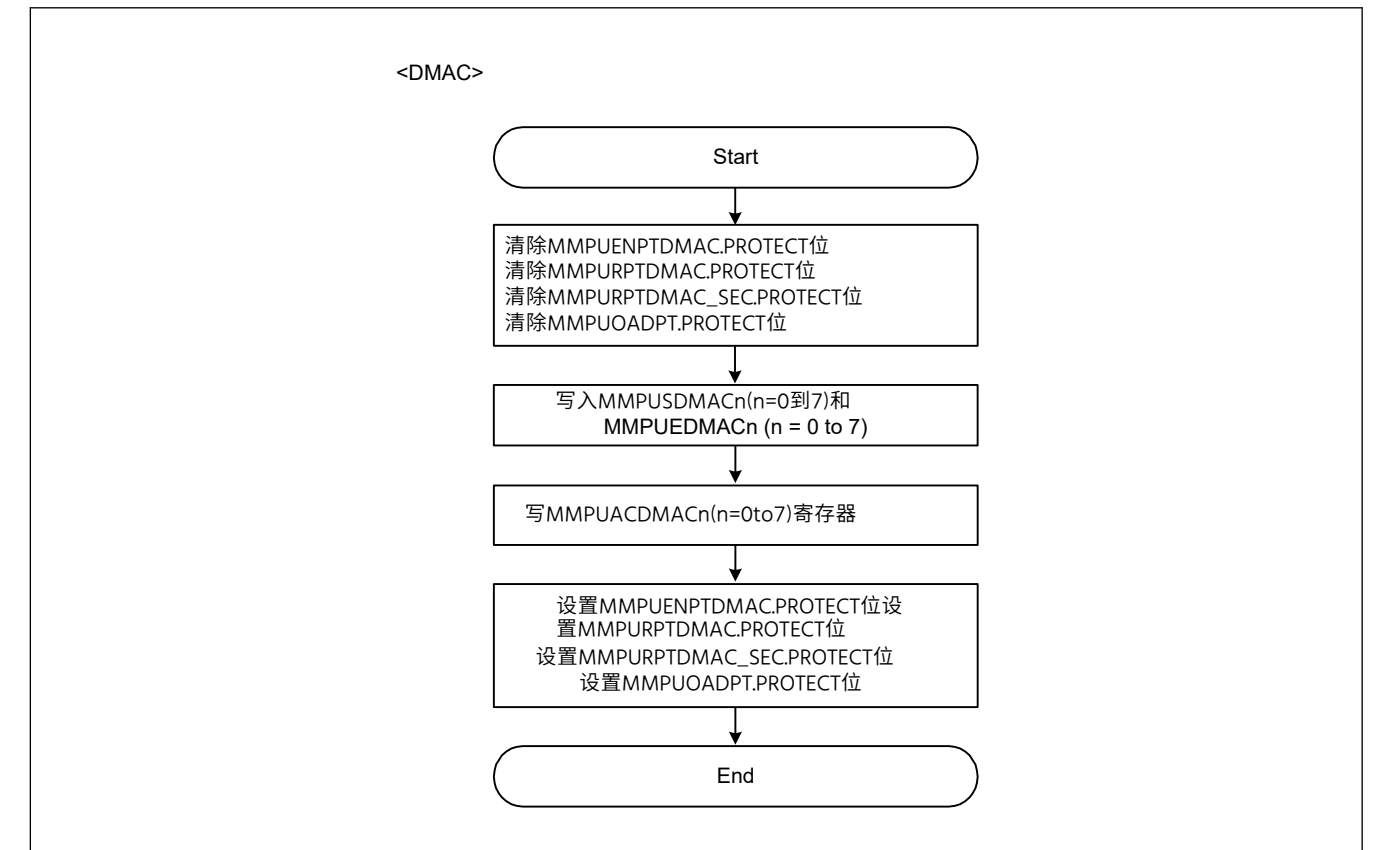 <DMAC>
Start
清除MMPUENPTDMAC.PROTECT位
清除MMPURPTDMAC.PROTECT位
清除MMPURPTDMAC_SEC.PROTECT位
清除MMPUOADPT.PROTECT位
写入MMPUSDMACn(n=0到7)和
MMPUEDMACn (n = 0 to 7)
写MMPUACDMACn(n=0to7)寄存器
设置MMPUENPTDMAC.PROTECT位设
置MMPURPTDMAC.PROTECT位
设置MMPURPTDMAC_SEC.PROTECT位
设置MMPUOADPT.PROTECT位
End